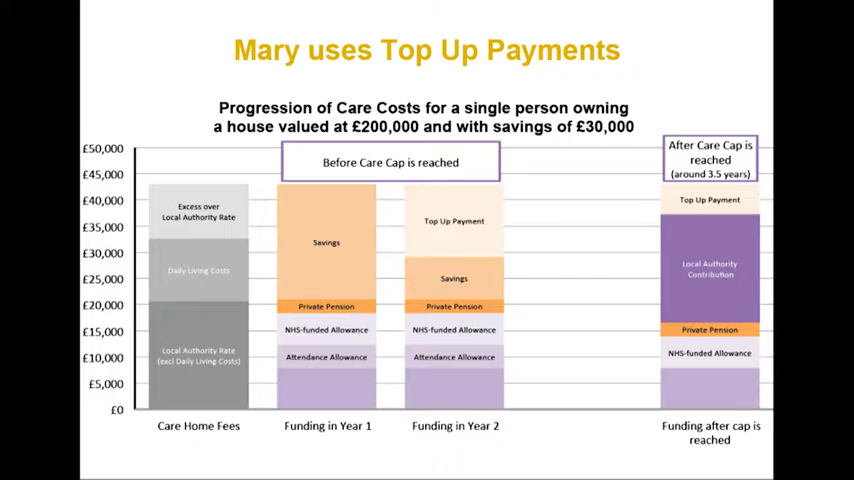 Mary uses Top Up Payments
Progression of Care Costs for a single person owning
a house valued at £200,000 and with savings of £30,000
£50,000
£45,000
£40,000
£35,000
£30,000
£25,000
£20,000
£15,000
£10,000
£5,000
£0
Before Care Cap is reached
After Care Cap is
reached
(around 3.5 years)
Excess over
Local Authority Rate
Daily Living Costs
Local Authority Rate
(excl Daily Living Costs)
Savings
Private Pension
NHS-funded Allowance
Attendance Allowance
Top Up Payment
Savings
Private Pension
NHS-funded Allowance
Attendance Allowance
Top Up Payment
Local Authority
Contribution
Private Pension
NHS-funded Allowance
Care Home Fees
Funding in Year 1
Funding in Year 2
Funding after cap is
reached